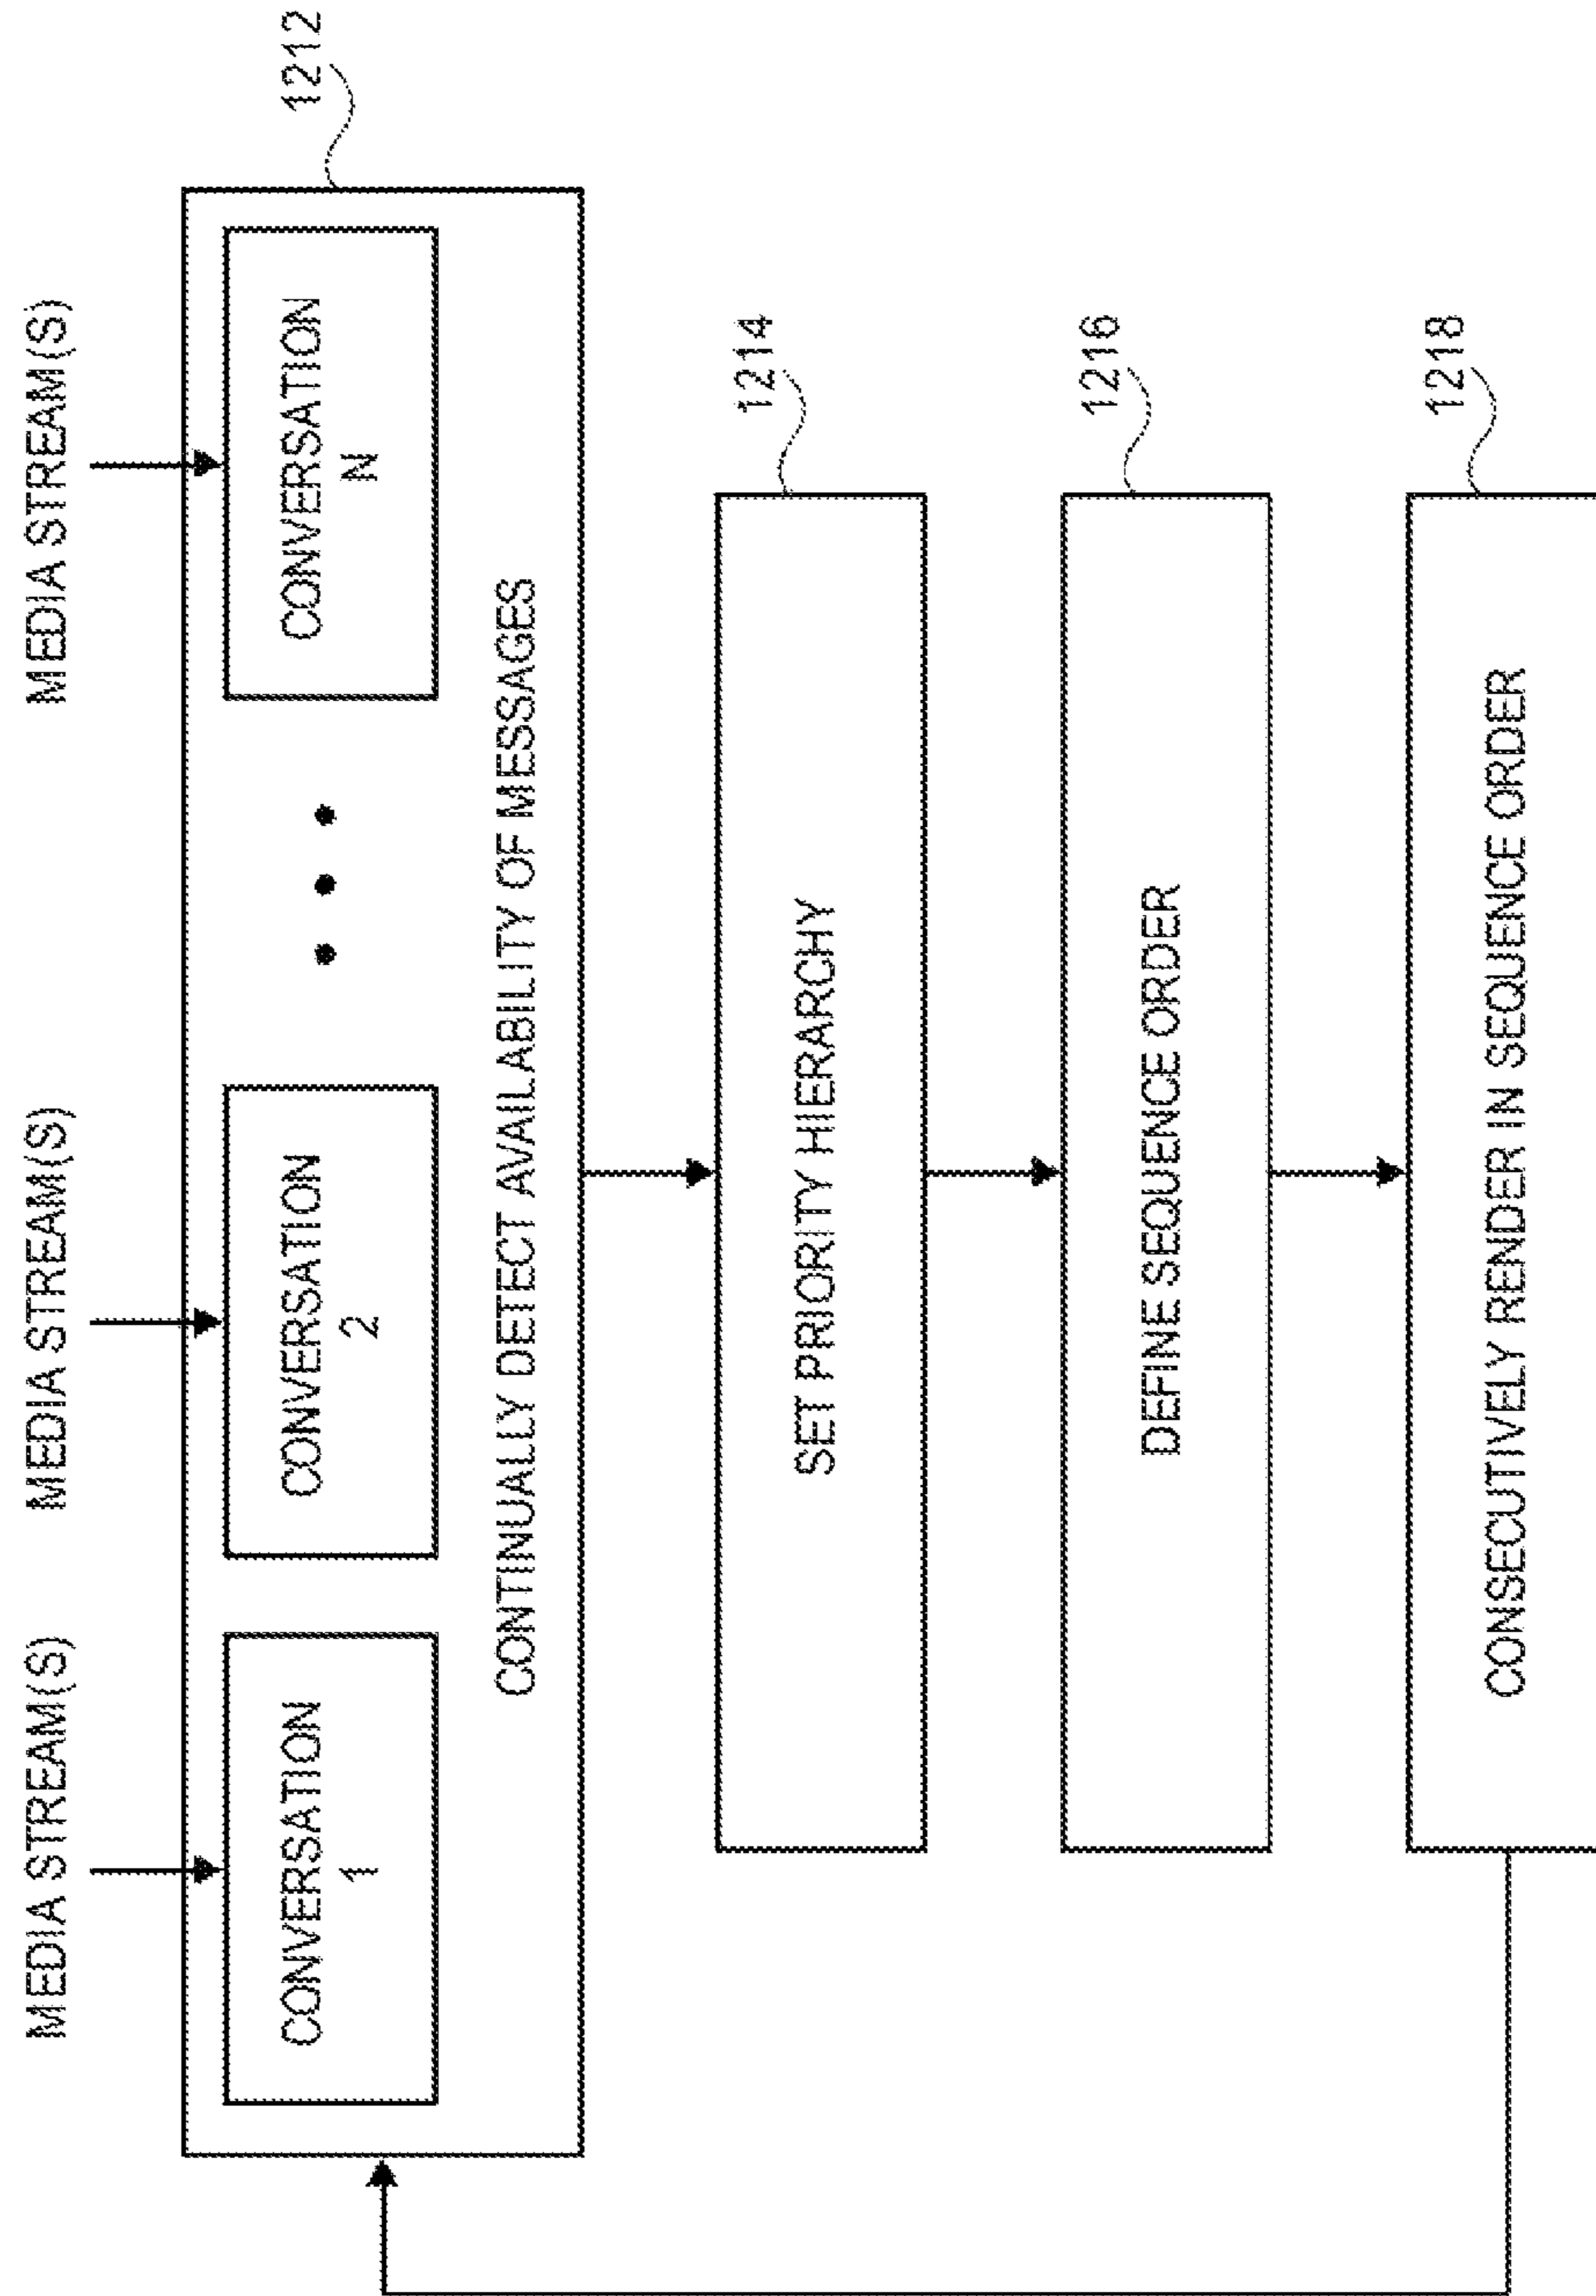 MEDIA STREAM(S)
MEDIA STREAM(S)
MEDIA STREAM(S)
1212
CONVERSATION
1
CONVERSATION
2
CONVERSATION
N
CONTINUALLY DETECT AVAILABILITY OF MESSAGES
1214
SET PRIORITY HIERARCHY
1216
DEFINE SEQUENCE ORDER
1218
CONSECUTIVELY RENDER IN SEQUENCE ORDER